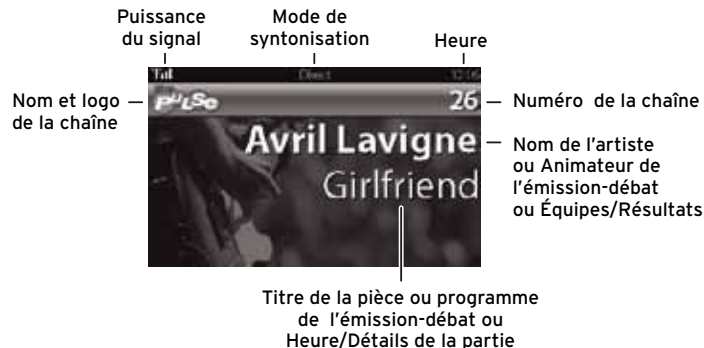 Puissance
du signal
Mode de
syntonisation
Heure
Direct
Nom et logo
de la chaîne
PULSe
26
Numéro de la chaîne
Avril Lavigne
Girlfriend
Nom de l'artiste
ou Animateur de
l'émission-débat
ou Équipes/Résultats
Titre de la pièce ou programme
de l'émission-débat ou
Heure/Détails de la partie